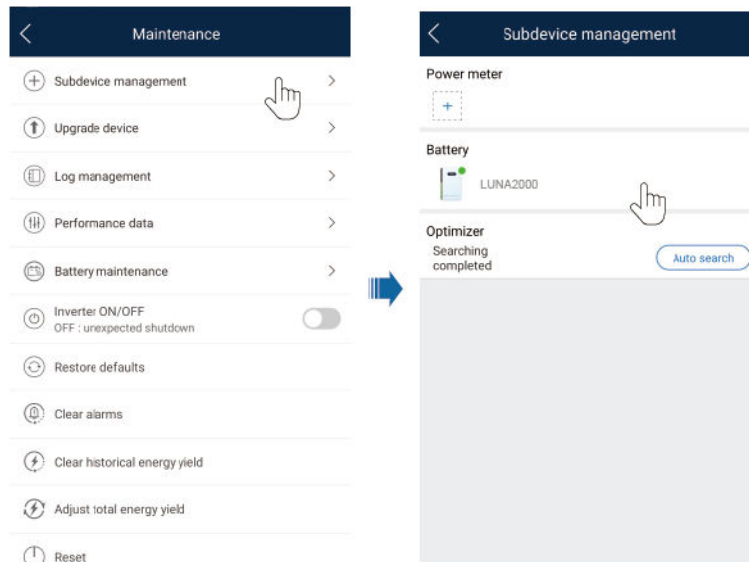 Maintenance
Subdevice management
Upgrade device
Log management
Performance data
Battery maintenance
Inverter ON/OFF
OFF : unexpected shutdown
Restore defaults
Clear alarms
Clear historical energy yield
Adjust total energy yield
Reset
Subdevice management
Power meter
+
Battery
LUNA2000
Optimizer
Searching
completed
Auto search